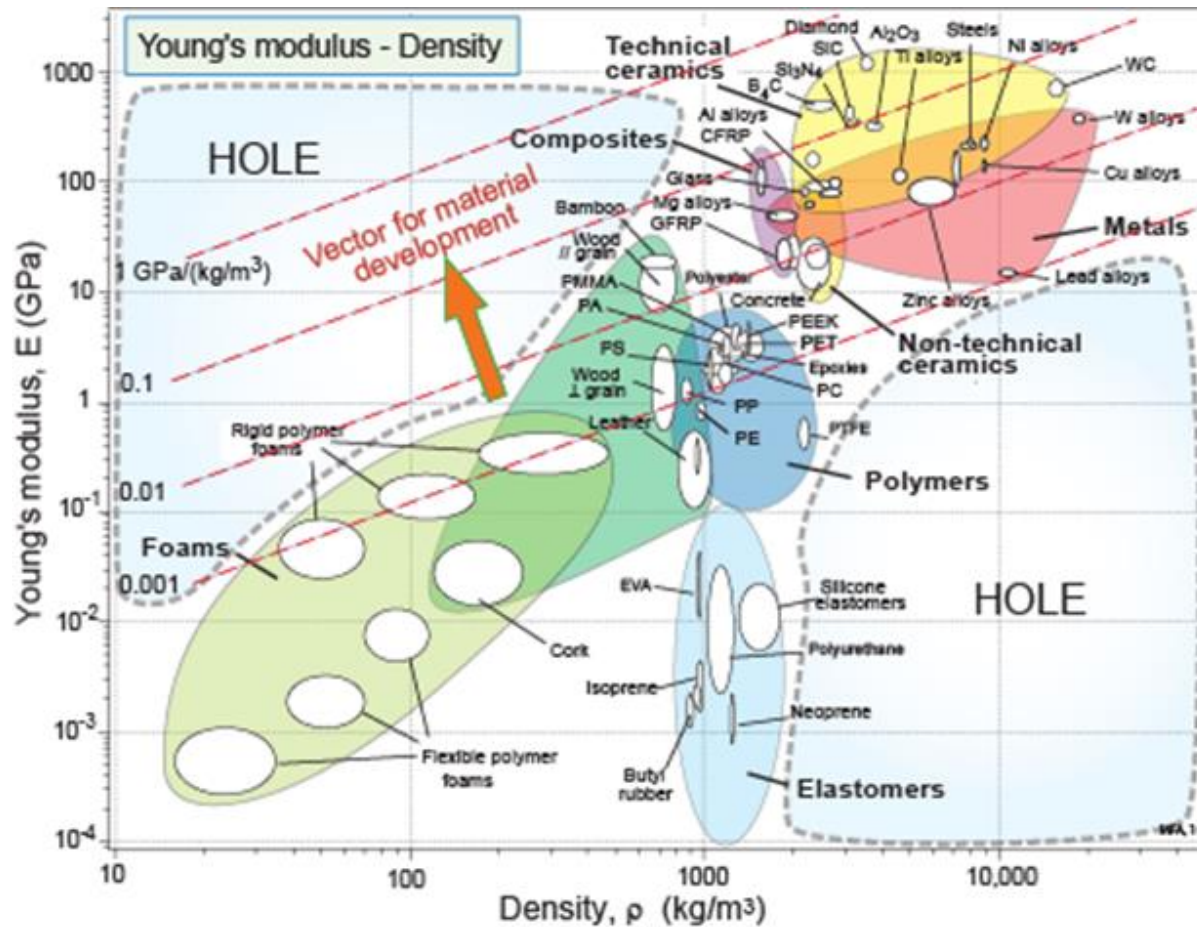 Young's modulus - Density
Young's modulus, E (GPa)
1000
100
10
1
10-1
10-2
10-3
10-4
10
100
1000
10,000
Density, ρ (kg/m3)
HOLE
Vector for material
development
1 GPa/(kg/m3)
0.1
0.01
0.001
Technical
ceramics
Composites
Diamond
SiC
Al2O3
Steels
Si3N4
Ti alloys
Ni alloys
B4C
WC
W alloys
Al alloys
CFRP
Glass
Cu alloys
Mg alloys
GFRP
Metals
Bamboo
Wood
// grain
Polyester
PMMA
Concrete
Zinc alloys
Lead alloys
PA
PEEK
Non-technical
ceramics
PS
PET
Epoxies
Wood
⊥ grain
PC
PP
Leather
PE
PTFE
Polymers
Rigid polymer
foams
Foams
EVA
Silicone
elastomers
HOLE
Cork
Polyurethane
Isoprene
Neoprene
Flexible polymer
foams
Butyl
rubber
Elastomers